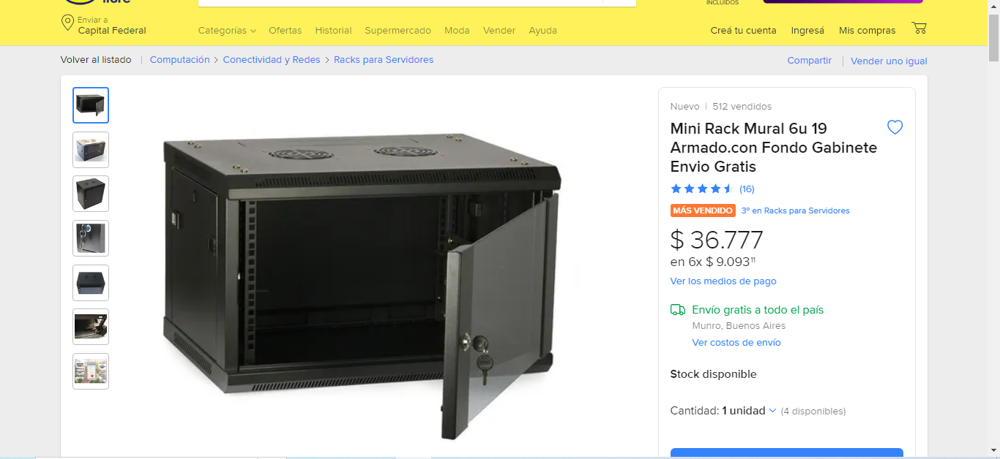 libre
INCLUIDOS
Enviar a
Capital Federal
Categorías
Ofertas
Historial
Supermercado
Moda
Vender
Ayuda
Creá tu cuenta
Ingresá
Mis compras
Volver al listado
Computación
Conectividad y Redes
Racks para Servidores
Compartir
Vender uno igual
Nuevo | 512 vendidos
Mini Rack Mural 6u 19
Armado.con Fondo Gabinete
Envio Gratis
(16)
MÁS VENDIDO 3º en Racks para Servidores
$ 36.777
en 6x $ 9.093¹¹
Ver los medios de pago
Envío gratis a todo el país
Munro, Buenos Aires
Ver costos de envío
Stock disponible
Cantidad: 1 unidad (4 disponibles)